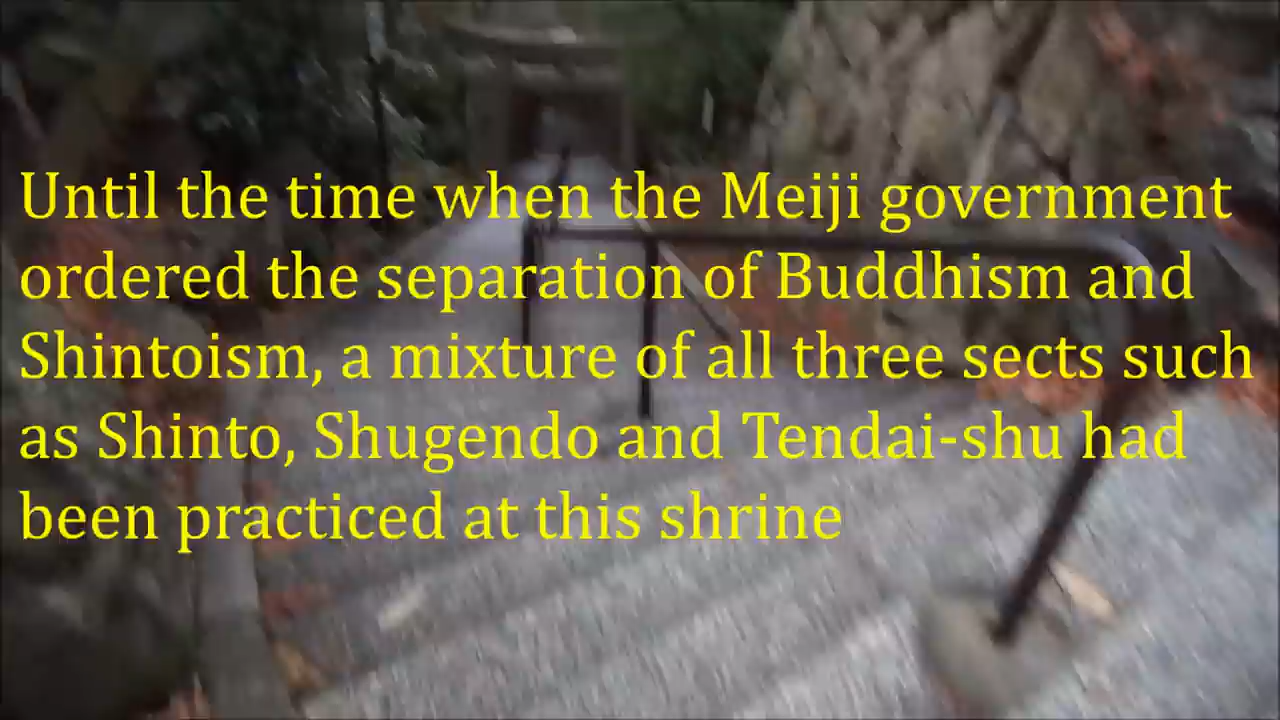 Until the time when the Meiji government
ordered the separation of Buddhism and
Shintoism, a mixture of all three sects such
as Shinto, Shugendo and Tendai-shu had
been practiced at this shrine